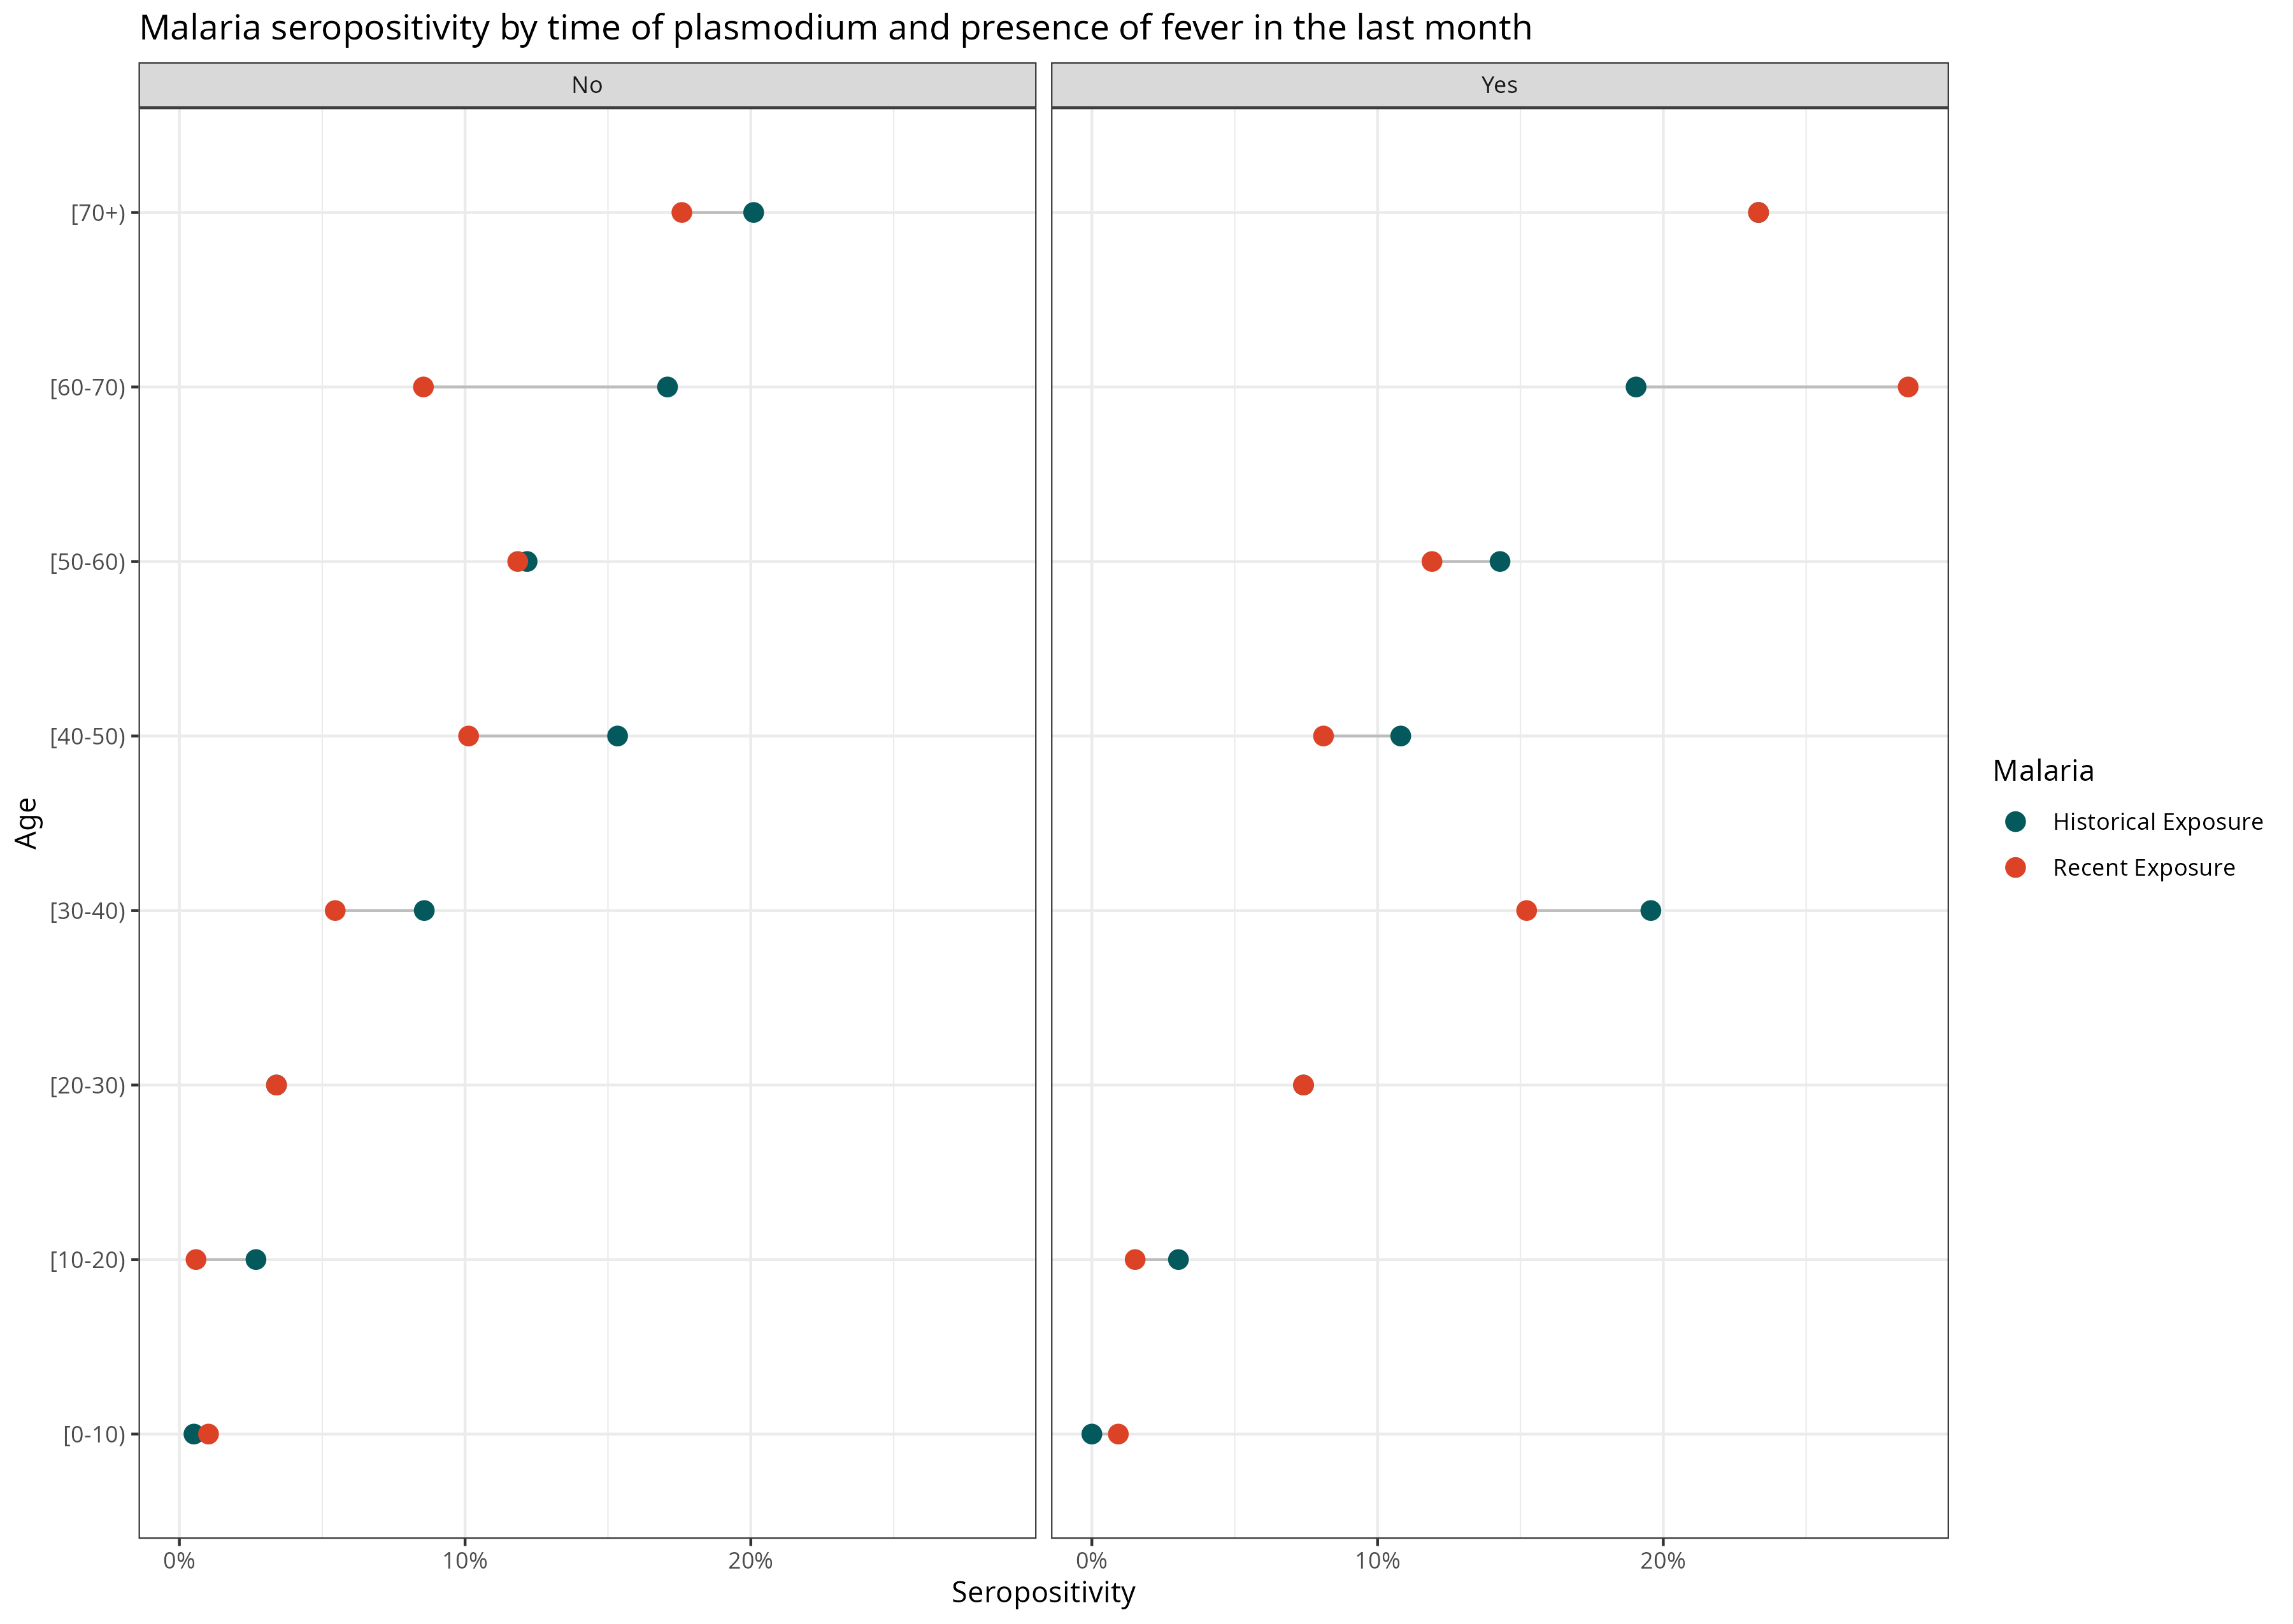 Malaria seropositivity by time of plasmodium and presence of fever in the last month
No
Yes
[70+)
[60-70)
[50-60)
[40-50)
[30-40)
[20-30)
[10-20)
[0-10)
Age
0%
10%
20%
0%
10%
20%
Seropositivity
Malaria
Historical Exposure
Recent Exposure